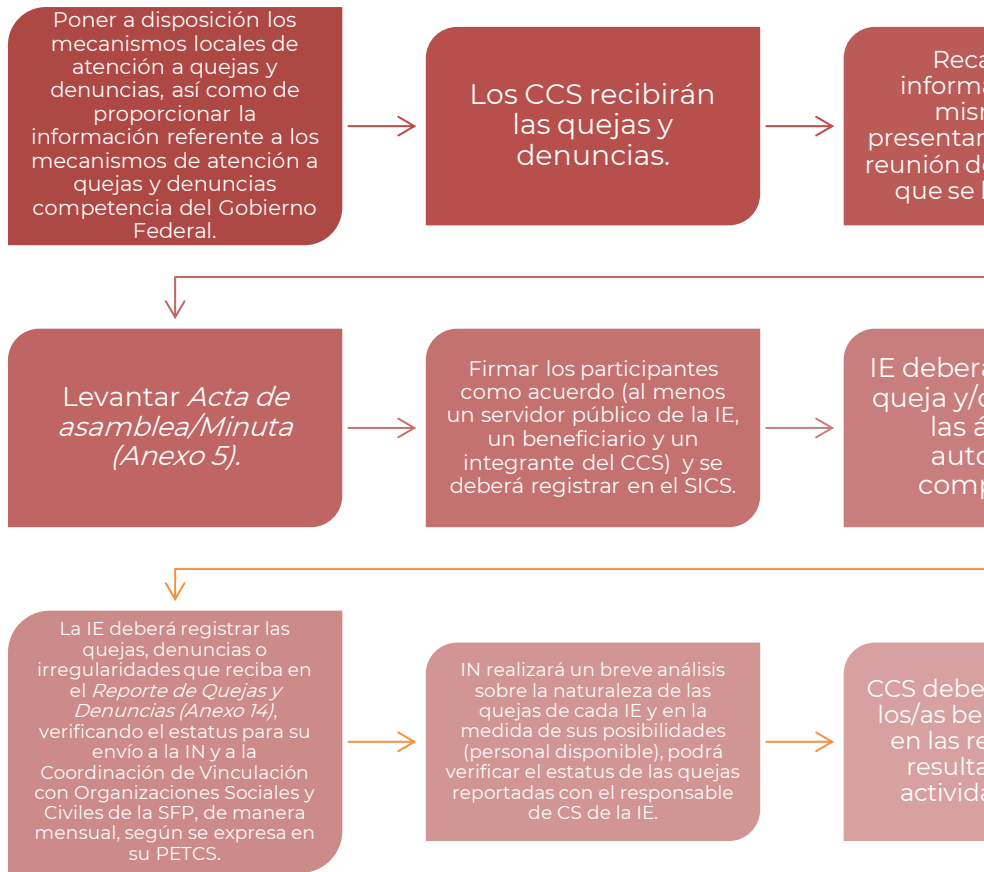 Poner a disposición los
mecanismos locales de
atención a quejas y
denuncias, así como de
proporcionar la
información referente a los
mecanismos de atención a
quejas y denuncias
competencia del Gobierno
Federal.
Los CCS recibirán
las quejas y
denuncias.
Reca
informa
mis
presentar
reunión d
que se
Levantar Acta de
asamblea/Minuta
(Anexo 5).
Firmar los participantes
como acuerdo (al menos
un servidor público de la IE,
un beneficiario y un
integrante del CCS) y se
deberá registrar en el SICS.
IE deberá
queja y/
las á
auto
comp
La IE deberá registrar las
quejas, denuncias o
irregularidades que reciba en
el Reporte de Quejas y
Denuncias (Anexo 14),
verificando el estatus para su
envío a la IN y a la
Coordinación de Vinculación
con Organizaciones Sociales y
Civiles de la SFP, de manera
mensual, según se expresa en
su PETCS.
IN realizará un breve análisis
sobre la naturaleza de las
quejas de cada IE y en la
medida de sus posibilidades
(personal disponible), podrá
verificar el estatus de las quejas
reportadas con el responsable
de CS de la IE.
CCS debe
los/as be
en las re
resulta
activida